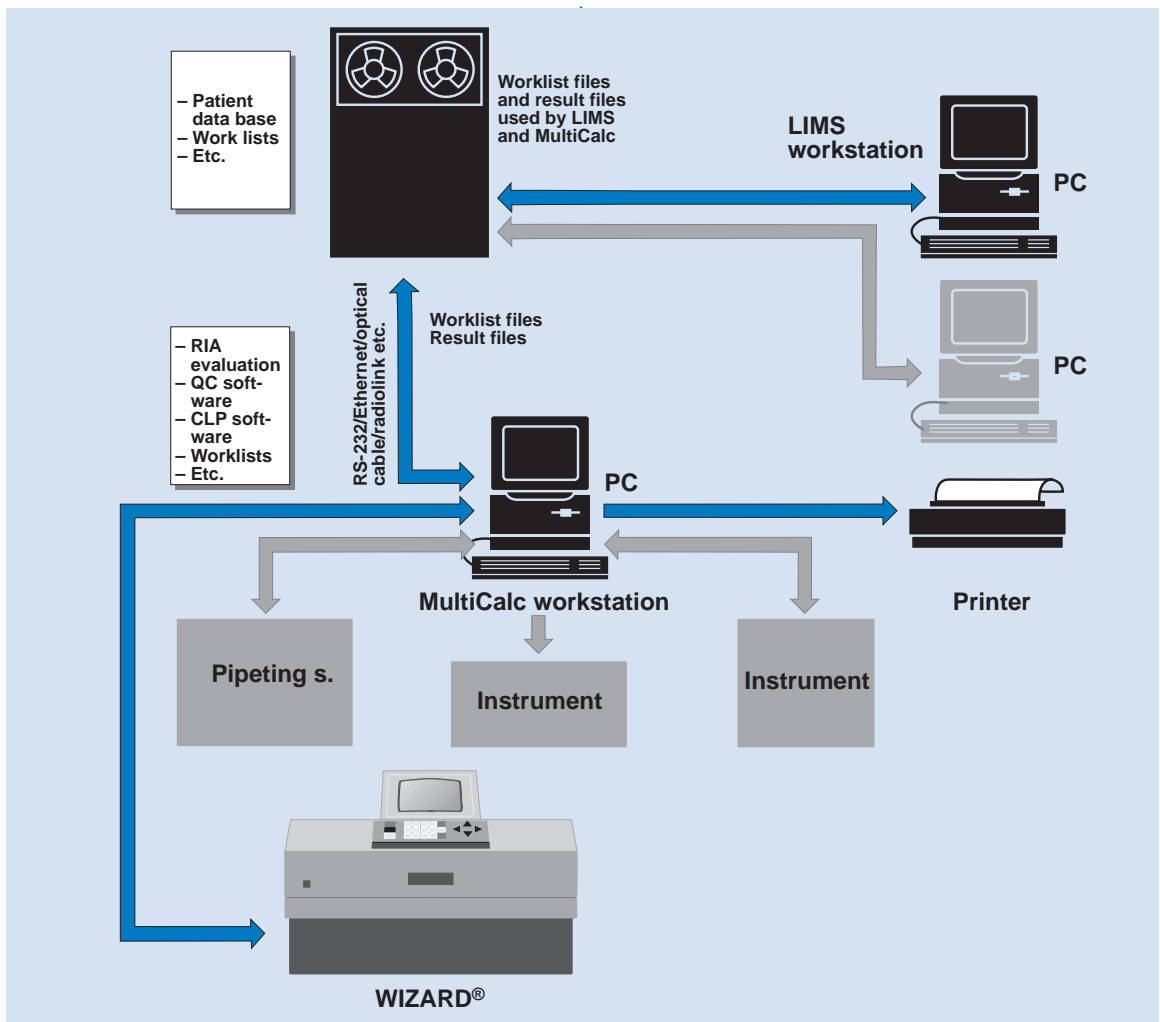 – Patient
data base
– Work lists
– Etc.
Worklist files
and result files
used by LIMS
and MultiCalc
LIMS
workstation
PC
PC
RS-232/Ethernet/optical
cable/radiolink etc.
Worklist files
Result files
– RIA
evaluation
– QC soft-
ware
– CLP soft-
ware
– Worklists
– Etc.
PC
MultiCalc workstation
Printer
Pipeting s.
Instrument
Instrument
WIZARD®